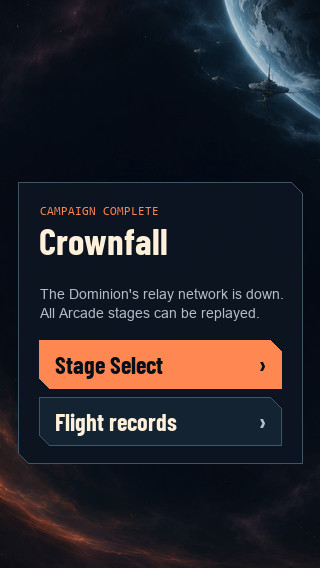 CAMPAIGN COMPLETE
Crownfall
The Dominion's relay network is down.
All Arcade stages can be replayed.
Stage Select ›
Flight records ›